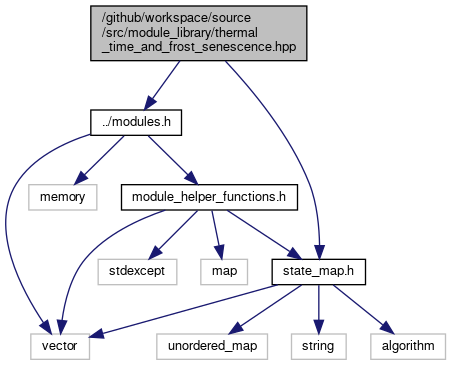 /github/workspace/source
/src/module_library/thermal
_time_and_frost_senescence.hpp
../modules.h
memory
module_helper_functions.h
stdexcept
map
state_map.h
vector
unordered_map
string
algorithm